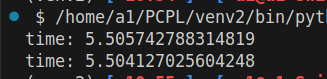 $ /home/a1/PCPL/venv2/bin/pyth
time: 5.505742788314819
time: 5.504127025604248